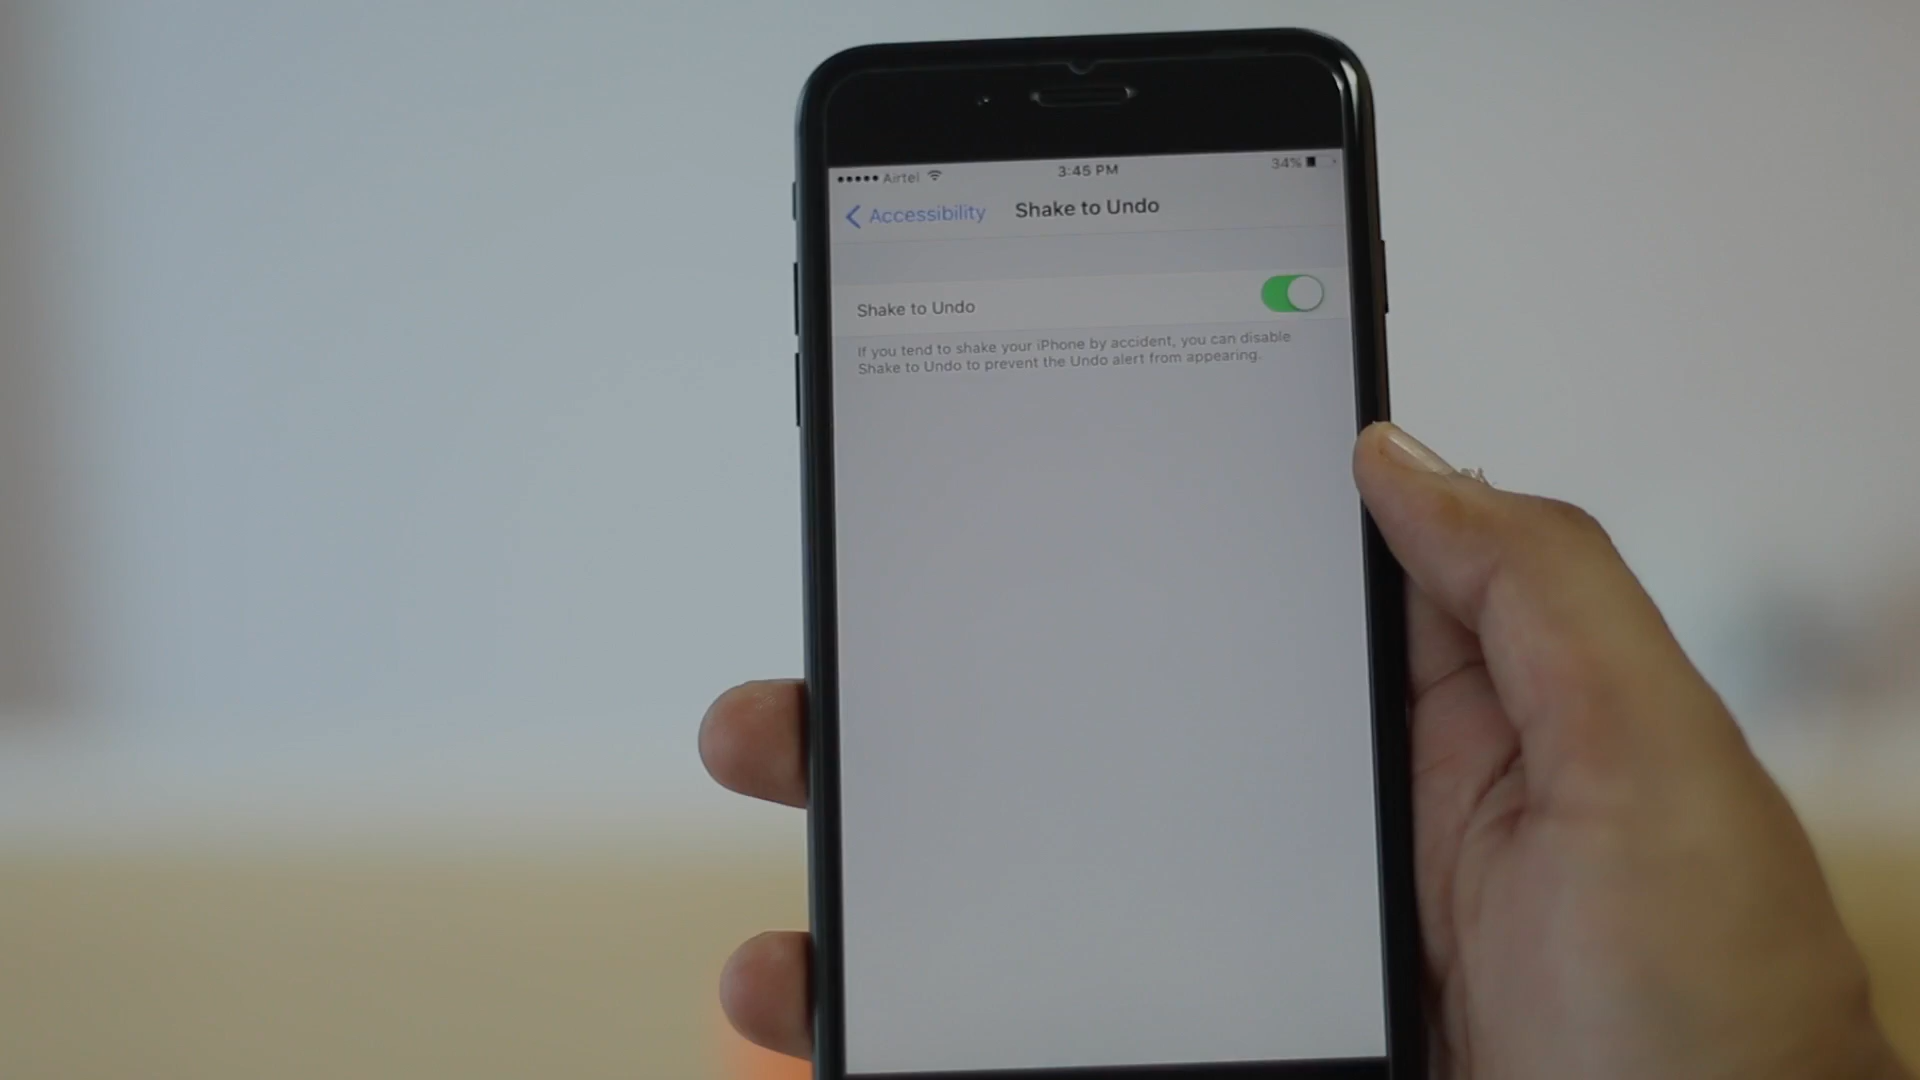 ●●●●● Airtel 3:45 PM 34%
Accessibility Shake to Undo
Shake to Undo
If you tend to shake your iPhone by accident, you can disable
Shake to Undo to prevent the Undo alert from appearing.